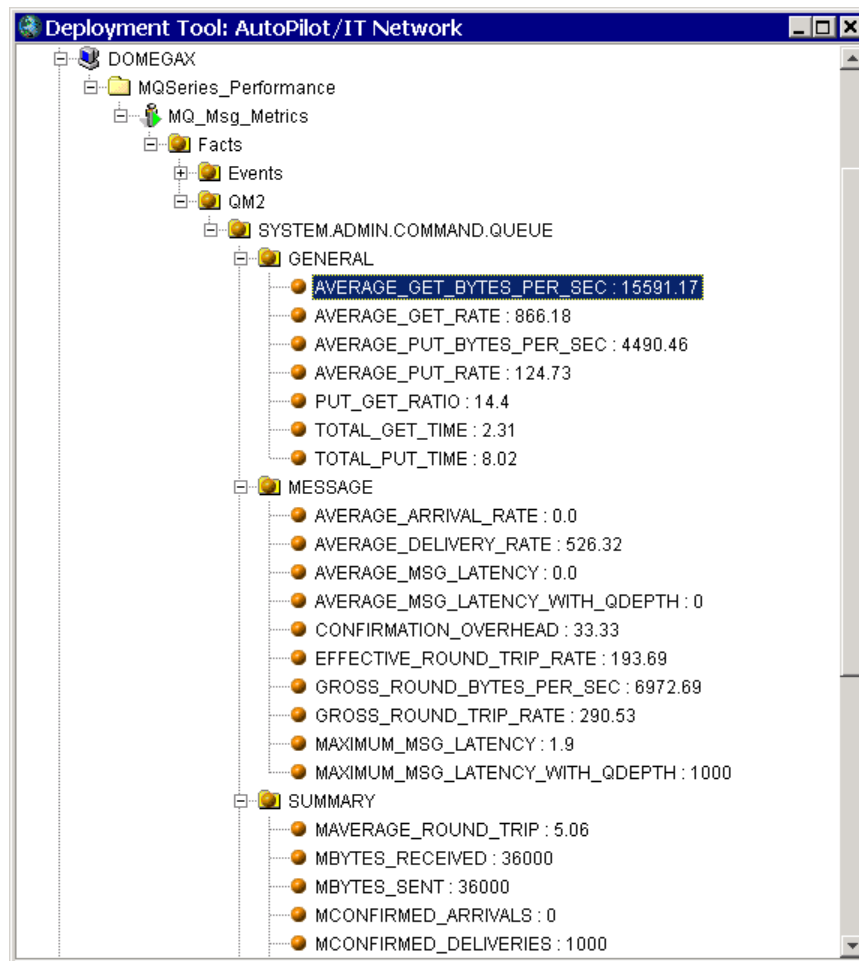 Deployment Tool: AutoPilot/IT Network
DOMEGAX
MQSeries_Performance
MQ_Msg_Metrics
Facts
Events
QM2
SYSTEM.ADMIN.COMMAND.QUEUE
GENERAL
AVERAGE_GET_BYTES_PER_SEC : 15591.17
AVERAGE_GET_RATE : 866.18
AVERAGE_PUT_BYTES_PER_SEC : 4490.46
AVERAGE_PUT_RATE : 124.73
PUT_GET_RATIO : 14.4
TOTAL_GET_TIME : 2.31
TOTAL_PUT_TIME : 8.02
MESSAGE
AVERAGE_ARRIVAL_RATE : 0.0
AVERAGE_DELIVERY_RATE : 526.32
AVERAGE_MSG_LATENCY : 0.0
AVERAGE_MSG_LATENCY_WITH_QDEPTH : 0
CONFIRMATION_OVERHEAD : 33.33
EFFECTIVE_ROUND_TRIP_RATE : 193.69
GROSS_ROUND_BYTES_PER_SEC : 6972.69
GROSS_ROUND_TRIP_RATE : 290.53
MAXIMUM_MSG_LATENCY : 1.9
MAXIMUM_MSG_LATENCY_WITH_QDEPTH : 1000
SUMMARY
MAVERAGE_ROUND_TRIP : 5.06
MBYTES_RECEIVED : 36000
MBYTES_SENT : 36000
MCONFIRMED_ARRIVALS : 0
MCONFIRMED_DELIVERIES : 1000